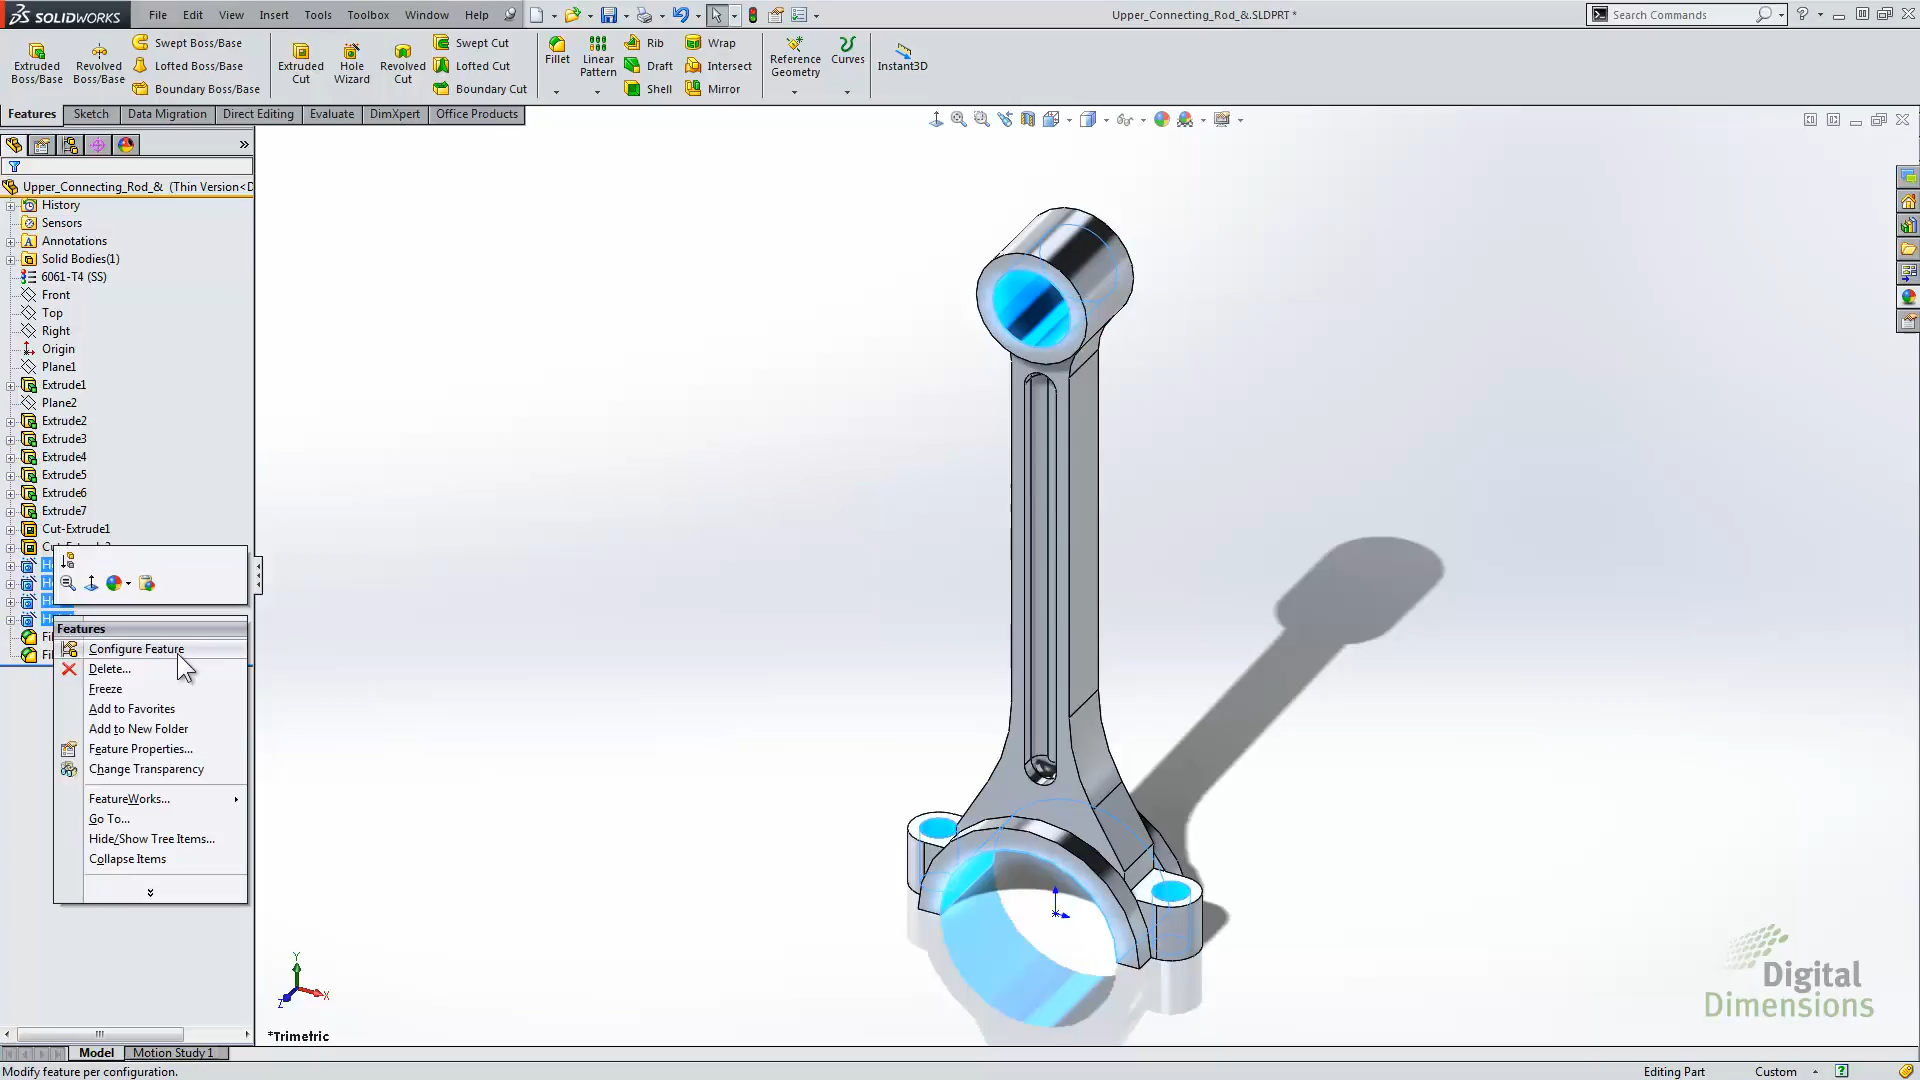 SOLIDWORKS File Edit View Insert Tools Toolbox Window Help Upper_Connecting_Rod_&.SLDPRT * Search Commands
Extruded Boss/Base
Revolved Boss/Base
Swept Boss/Base
Lofted Boss/Base
Boundary Boss/Base
Extruded Cut
Hole Wizard
Revolved Cut
Swept Cut
Lofted Cut
Boundary Cut
Fillet
Linear Pattern
Rib
Draft
Shell
Wrap
Intersect
Mirror
Reference Geometry
Curves
Instant3D
Features Sketch Data Migration Direct Editing Evaluate DimXpert Office Products
Upper_Connecting_Rod_& (Thin Version<D
History
Sensors
Annotations
Solid Bodies(1)
6061-T4 (SS)
Front
Top
Right
Origin
Plane1
Extrude1
Plane2
Extrude2
Extrude3
Extrude4
Extrude5
Extrude6
Extrude7
Cut-Extrude1
Features
Configure Feature
Delete...
Freeze
Add to Favorites
Add to New Folder
Feature Properties...
Change Transparency
FeatureWorks...
Go To...
Hide/Show Tree Items...
Collapse Items
Y
X
Z
*Trimetric
Digital
Dimensions
Model Motion Study 1
Modify feature per configuration. Editing Part Custom